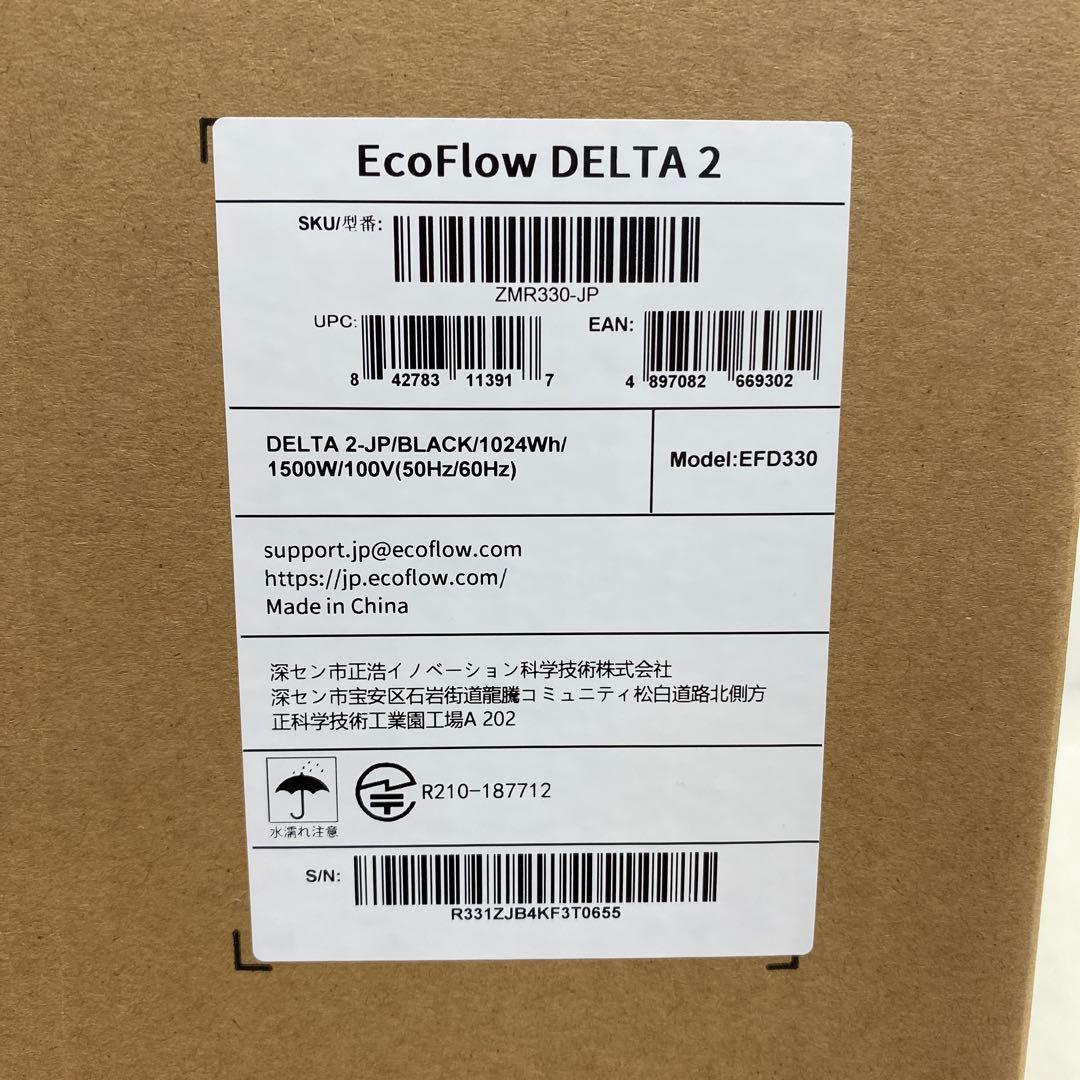 EcoFlow DELTA 2
SKU/型番:
ZMR330-JP
UPC:
8 42783 11391 7
EAN:
4 897082 669302
DELTA 2-JP/BLACK/1024Wh/
1500W/100V(50Hz/60Hz)
Model:EFD330
support.jp@ecoflow.com
https://jp.ecoflow.com/
Made in China
深セン市正浩イノベーション科学技術株式会社
深セン市宝安区石岩街道龍騰コミュニティ松白道路北側方
正科学技術工業園工場A 202
水濡れ注意
R210-187712
S/N:
R331ZJB4KF3T0655